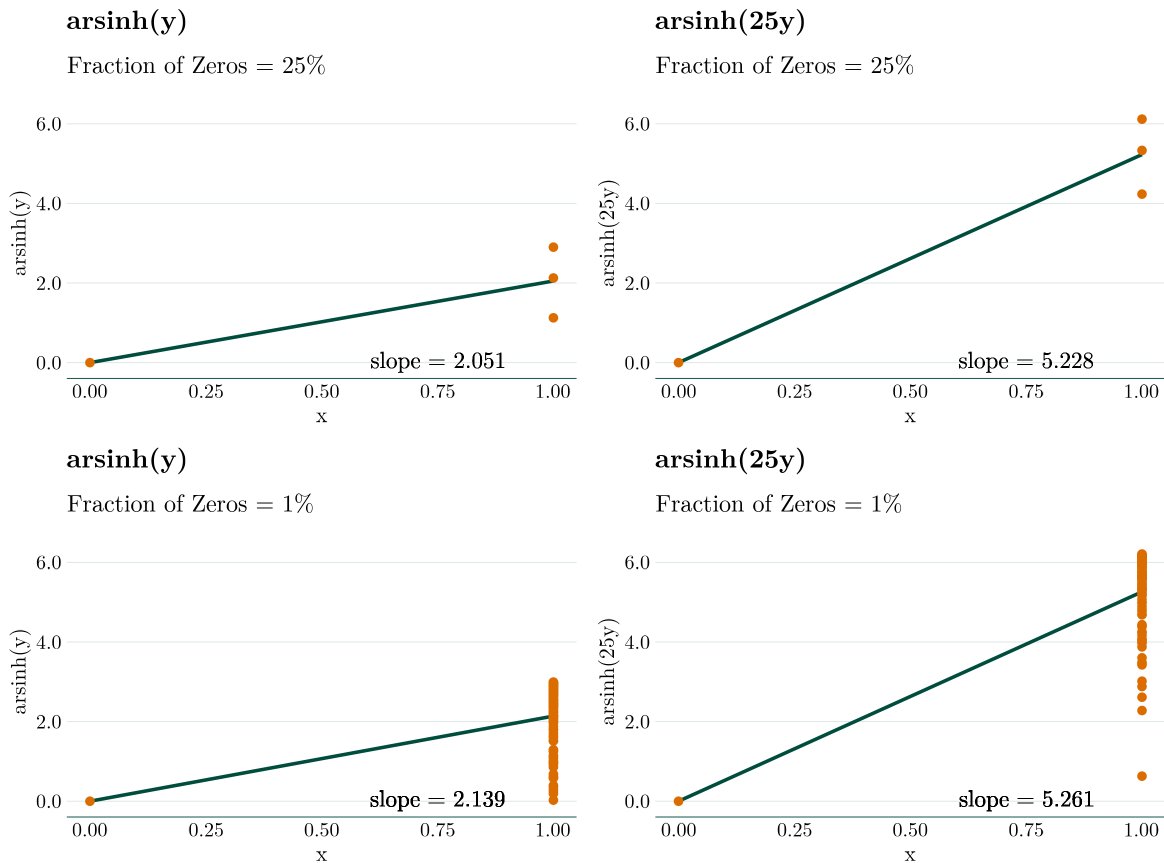 arsinh(y)
Fraction of Zeros = 25%
6.0
4.0
2.0
0.0
arsinh(y)
slope = 2.051
0.00 0.25 0.50 0.75 1.00
x
arsinh(25y)
Fraction of Zeros = 25%
6.0
4.0
2.0
0.0
arsinh(25y)
slope = 5.228
0.00 0.25 0.50 0.75 1.00
x
arsinh(y)
Fraction of Zeros = 1%
6.0
4.0
2.0
0.0
arsinh(y)
slope = 2.139
0.00 0.25 0.50 0.75 1.00
x
arsinh(25y)
Fraction of Zeros = 1%
6.0
4.0
2.0
0.0
arsinh(25y)
slope = 5.261
0.00 0.25 0.50 0.75 1.00
x